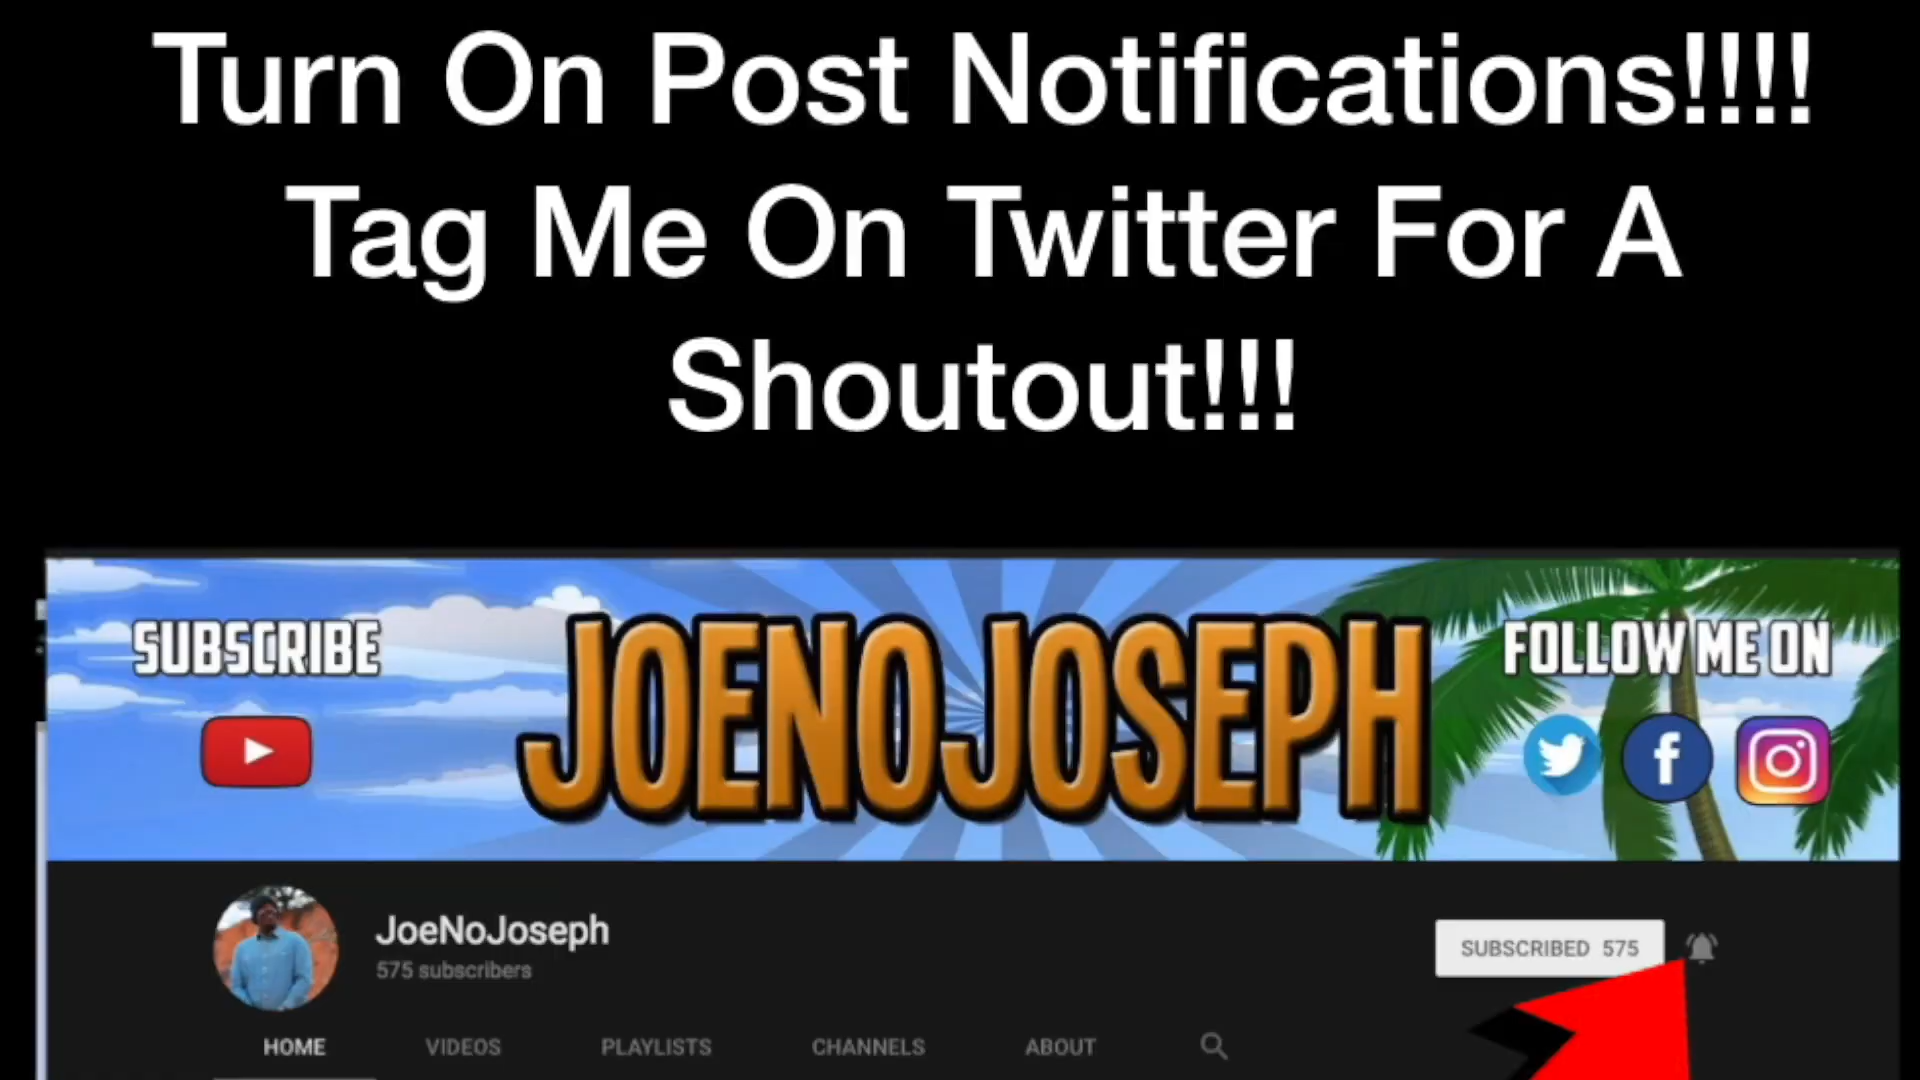 Turn On Post Notifications!!!!
Tag Me On Twitter For A
Shoutout!!!
SUBSCRIBE
JOENOJOSEPH
FOLLOW ME ON
JoeNoJoseph
575 subscribers
SUBSCRIBED 575
HOME VIDEOS PLAYLISTS CHANNELS ABOUT